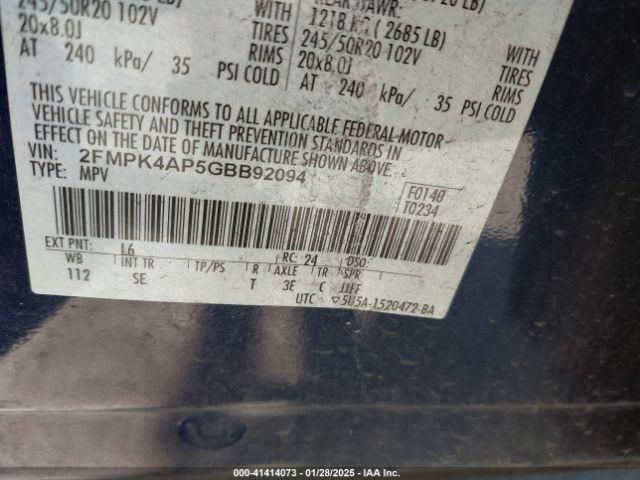 245/50R20 102V WITH
20x8.0J TIRES
RIMS
AT 240 kPa/ 35 PSI COLD
1218 KG ( 2685 LB)
245/50R20 102V WITH
20x8.0J TIRES
RIMS
AT 240 kPa/ 35 PSI COLD
THIS VEHICLE CONFORMS TO ALL APPLICABLE FEDERAL MOTOR
VEHICLE SAFETY AND THEFT PREVENTION STANDARDS IN
EFFECT ON THE DATE OF MANUFACTURE SHOWN ABOVE.
VIN: 2FMPK4AP5GBB92094
TYPE: MPV
F0140
T0234
EXT PNT: L6 RC: 24 DSO:
WB INT TR TP/PS R AXLE TR SPR
112 SE T 3E C JJFF
UTC ▽5U5A-1520472-BA
000-41414073 — 01/28/2025 — IAA Inc.